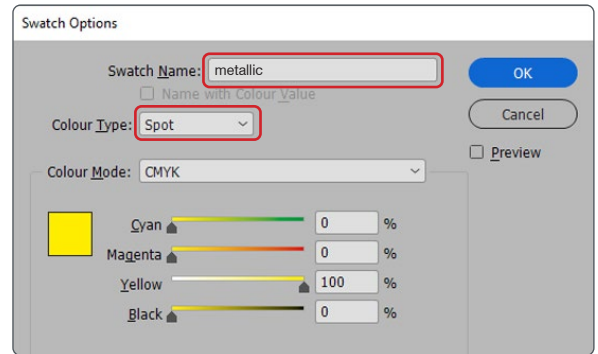 Swatch Options
Swatch Name: metallic
OK
Name with Colour Value
Colour Type: Spot
Cancel
Preview
Colour Mode: CMYK
Cyan 0 %
Magenta 0 %
Yellow 100 %
Black 0 %